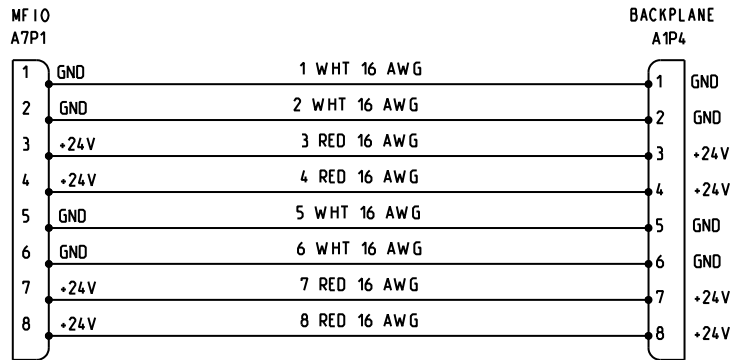 MFIO BACKPLANE
A7P1 A1P4
1 GND 1 WHT 16 AWG 1 GND
2 GND 2 WHT 16 AWG 2 GND
3 +24V 3 RED 16 AWG 3 +24V
4 +24V 4 RED 16 AWG 4 +24V
5 GND 5 WHT 16 AWG 5 GND
6 GND 6 WHT 16 AWG 6 GND
7 +24V 7 RED 16 AWG 7 +24V
8 +24V 8 RED 16 AWG 8 +24V